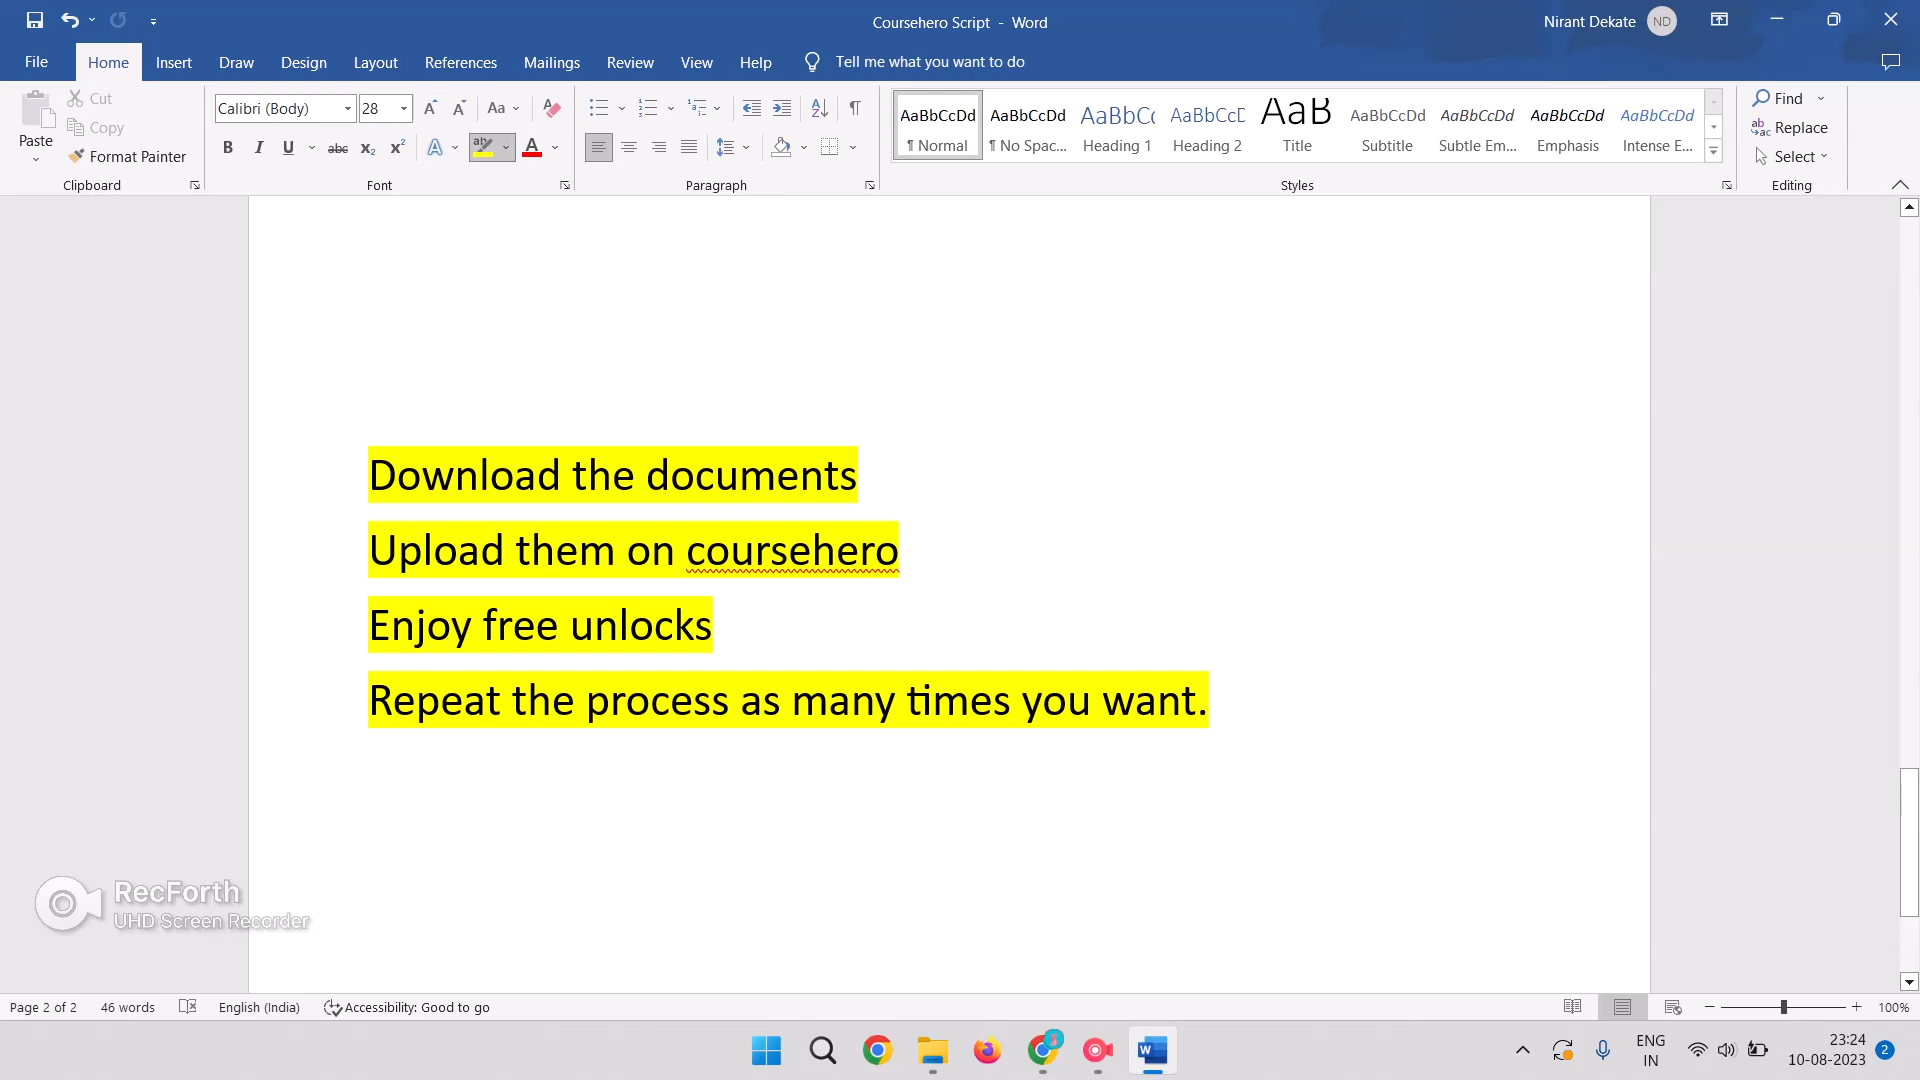 Coursehero Script - Word
Nirant Dekate ND
File Home Insert Draw Design Layout References Mailings Review View Help Tell me what you want to do
Paste
Cut
Copy
Format Painter
Clipboard
Calibri (Body) 28
Font
Paragraph
AaBbCcDd AaBbCcDd AaBbCc AaBbCcD AaB AaBbCcDd AaBbCcDd AaBbCcDd AaBbCcDd
¶ Normal ¶ No Spac... Heading 1 Heading 2 Title Subtitle Subtle Em... Emphasis Intense E...
Styles
Find
Replace
Select
Editing
Download the documents
Upload them on coursehero
Enjoy free unlocks
Repeat the process as many times you want.
RecForth
UHD Screen Recorder
Page 2 of 2 46 words English (India) Accessibility: Good to go 100%
ENG
IN
23:24
10-08-2023
2